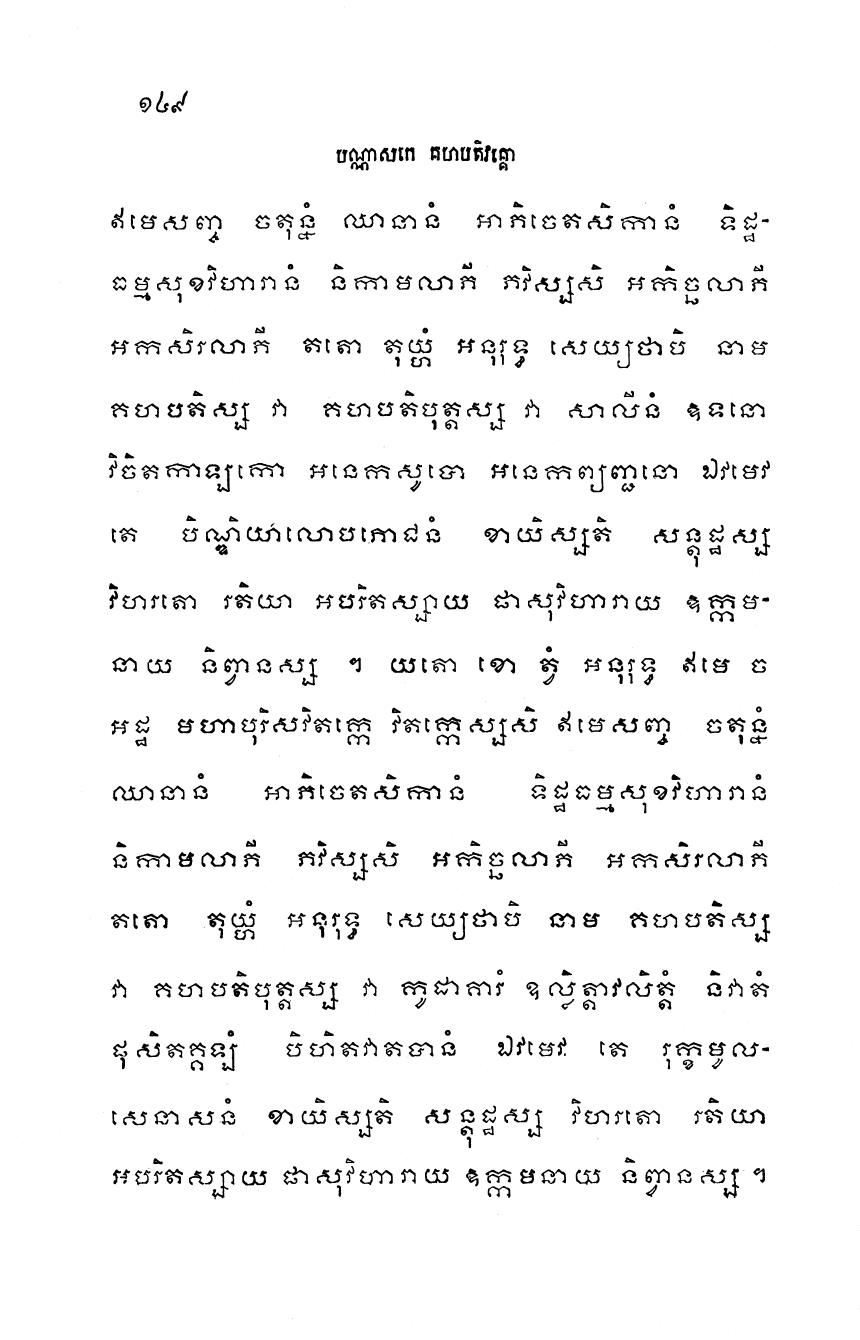 ១៤៩
បណ្ណាសកេ គហបតិវគ្គោ
ឥមេសញ្ច ចតុន្នំ ឈានានំ អាភិចេតសិកានំ ទិដ្ឋ-
ធម្មសុខវិហារានំ និកាមលាភី ភវិស្សសិ អកិច្ឆលាភី
អកសិរលាភី តតោ តុយ្ហំ អនុរុទ្ធ សេយ្យថាបិ នាម
គហបតិស្ស វា គហបតិបុត្តស្ស វា សាលីនំ ឧទនោ
វិចិតកាឡកោ អនេកសូបោ អនេកព្យញ្ជនោ ឯវមេវ
តេ បិណ្ឌិយាលោបភោជនំ ខាយិស្សតិ សន្តុដ្ឋស្ស
វិហរតោ រតិយា អបរិតស្សាយ ផាសុវិហារាយ ឧក្កម-
នាយ និព្វានស្ស ។ យតោ ខោ ត្វំ អនុរុទ្ធ ឥមេ ច
អដ្ឋ មហាបុរិសវិតក្កេ វិតក្កេស្សសិ ឥមេសញ្ច ចតុន្នំ
ឈានានំ អាភិចេតសិកានំ ទិដ្ឋធម្មសុខវិហារានំ
និកាមលាភី ភវិស្សសិ អកិច្ឆលាភី អកសិរលាភី
តតោ តុយ្ហំ អនុរុទ្ធ សេយ្យថាបិ នាម គហបតិស្ស
វា គហបតិបុត្តស្ស វា កូដាគារំ ឧល្លិត្តាវលិត្តំ និវាតំ
ផុសិតគ្គឡំ បិហិតវាតបានំ ឯវមេវ តេ រុក្ខមូល-
សេនាសនំ ខាយិស្សតិ សន្តុដ្ឋស្ស វិហរតោ រតិយា
អបរិតស្សាយ ផាសុវិហារាយ ឧក្កមនាយ និព្វានស្ស ។